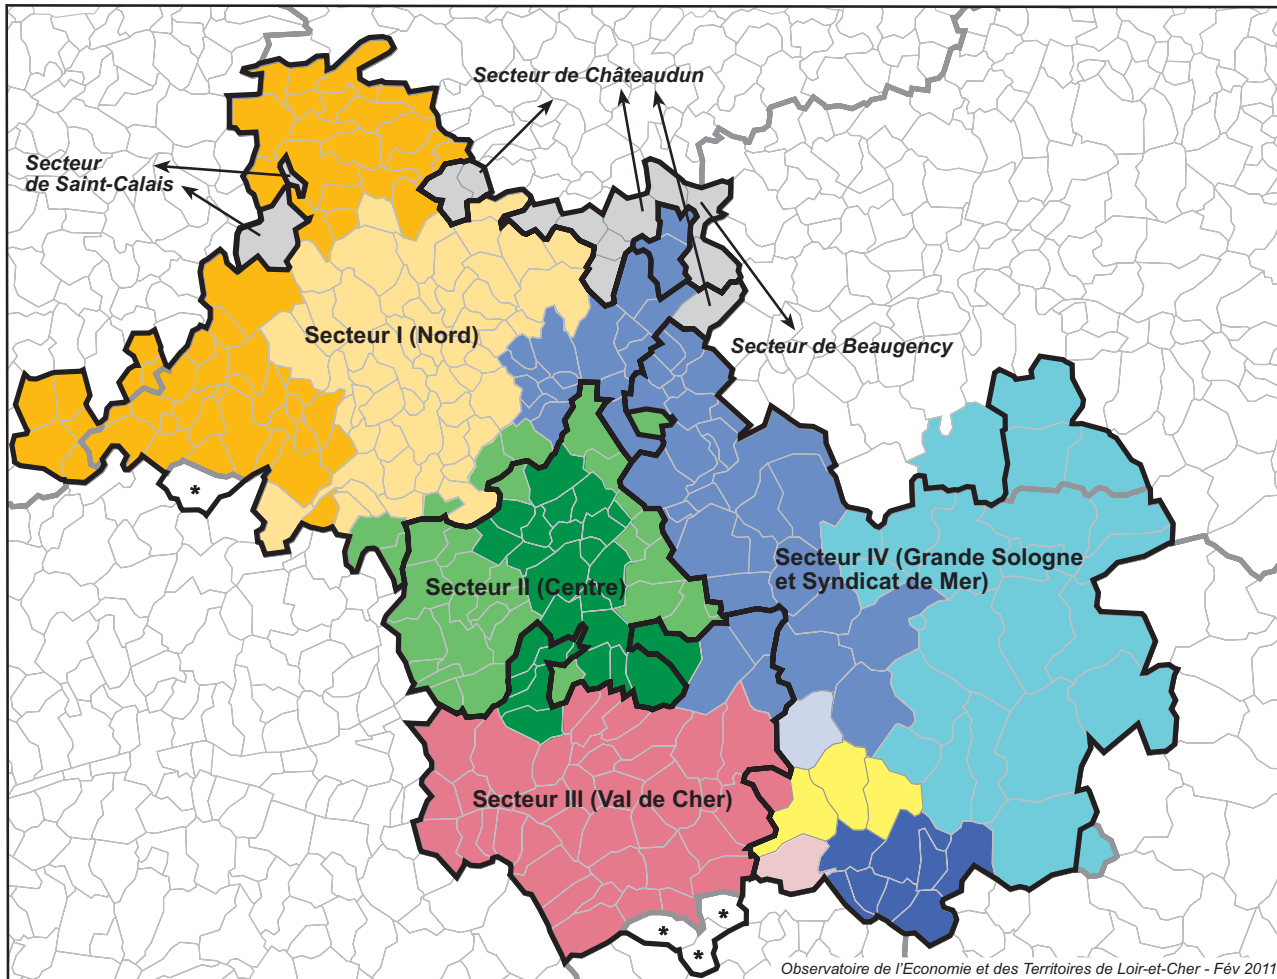 Secteur de Châteaudun
Secteur
de Saint-Calais
Secteur I (Nord)
Secteur de Beaugency
*
Secteur IV (Grande Sologne
et Syndicat de Mer)
Secteur II (Centre)
Secteur III (Val de Cher)
*
*
*
Observatoire de l'Economie et des Territoires de Loir-et-Cher - Fév 2011